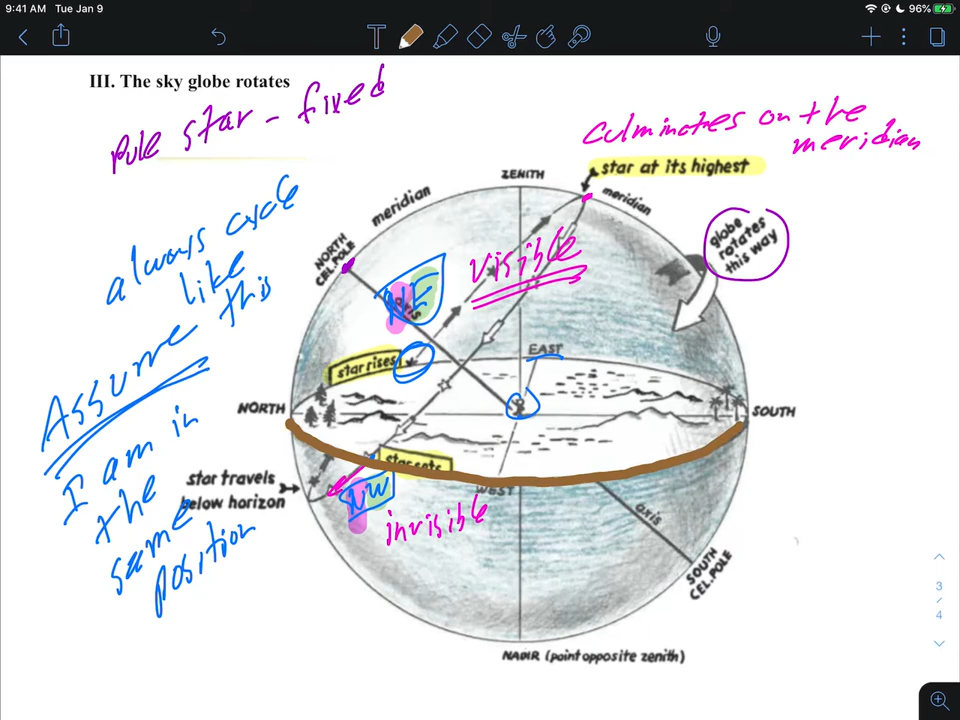 9:41 AM Tue Jan 9
96%
III. The sky globe rotates
pole star - fixed
culminates on the
meridian
star at its highest
ZENITH
meridian
meridian
NORTH
CEL. POLE
globe
rotates
this way
always cycle
like
this
visible
NE
Assume
EAST
star rises
NORTH
SOUTH
I am in
the
same
position
star travels
below horizon
star sets
NW
WEST
invisible
axis
SOUTH
CEL. POLE
NADIR (point opposite zenith)
3
/
4